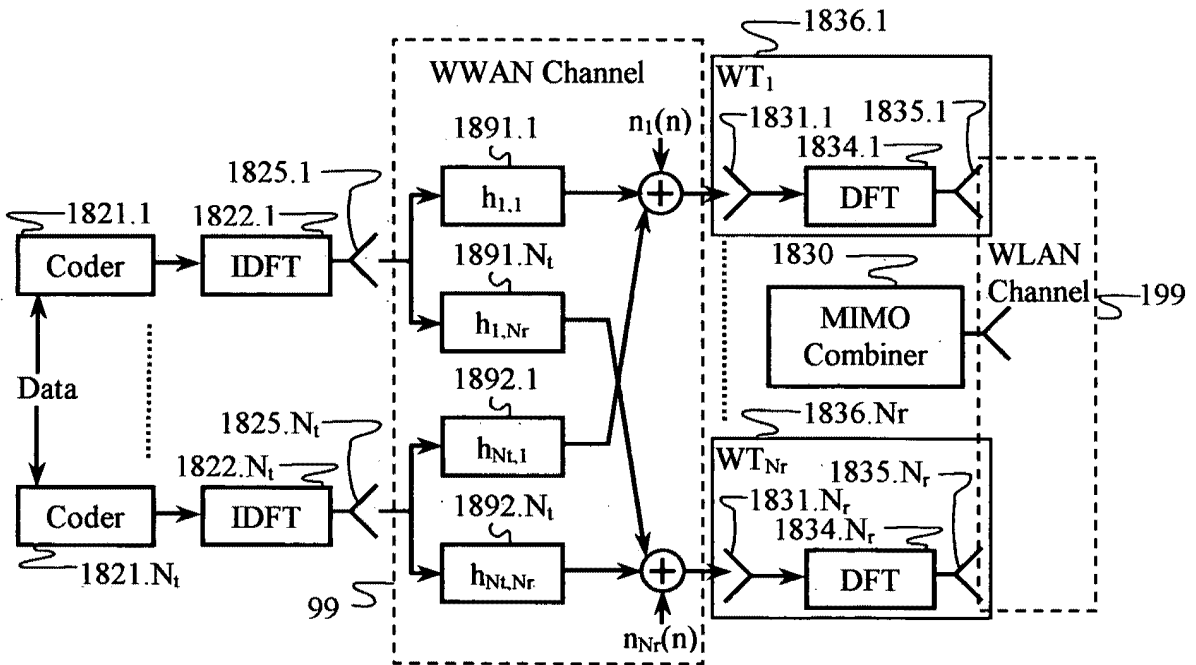 1836.1
WWAN Channel
WT1
1831.1
1835.1
1834.1
n1(n)
1891.1
1825.1
h1,1
DFT
1821.1
1822.1
Coder
IDFT
1891.Nt
1830
WLAN
Channel
199
h1,Nr
MIMO
Combiner
Data
1892.1
1836.Nr
1825.Nt
hNt,1
WTNr
1835.Nr
1822.Nt
1831.Nr
1892.Nt
1834.Nr
Coder
IDFT
hNt,Nr
DFT
1821.Nt
99
nNr(n)